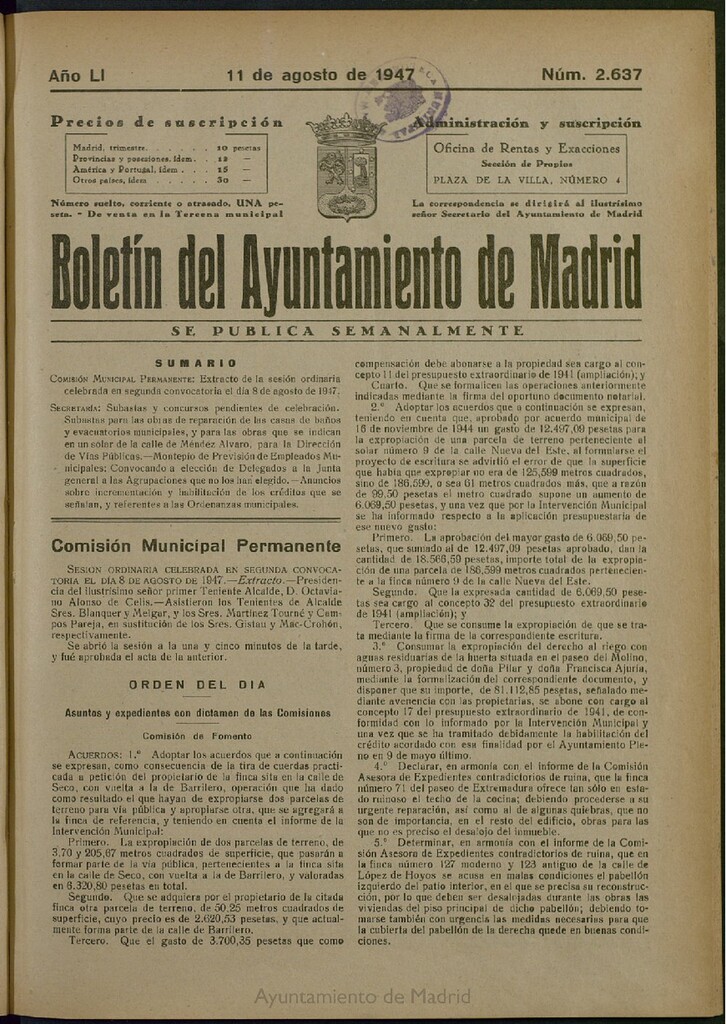 Año LI
11 de agosto de 1947
Núm. 2.637
Precios de suscripción
Madrid, trimestre. . . . . . 10 pesetas
Provincias y posesiones, ídem. . 12 —
América y Portugal, ídem . . . 15 —
Otros países, ídem . . . . . 30 —
Número suelto, corriente o atrasado, UNA pe-
seta. - De venta en la Tercena municipal
Administración y suscripción
Oficina de Rentas y Exacciones
Sección de Propios
PLAZA DE LA VILLA, NÚMERO 4
La correspondencia se dirigirá al ilustrísimo
señor Secretario del Ayuntamiento de Madrid
Boletín del Ayuntamiento de Madrid
SE PUBLICA SEMANALMENTE
SUMARIO
COMISIÓN MUNICIPAL PERMANENTE: Extracto de la sesión ordinaria
celebrada en segunda convocatoria el día 8 de agosto de 1947.
SECRETARÍA: Subastas y concursos pendientes de celebración.
Subastas para las obras de reparación de las casas de baños
y evacuatorios municipales, y para las obras que se indican
en un solar de la calle de Méndez Alvaro, para la Dirección
de Vías Públicas.—Montepío de Previsión de Empleados Mu-
nicipales: Convocando a elección de Delegados a la Junta
general a las Agrupaciones que no los han elegido.—Anuncios
sobre incrementación y habilitación de los créditos que se
señalan, y referentes a las Ordenanzas municipales.
Comisión Municipal Permanente
SESIÓN ORDINARIA CELEBRADA EN SEGUNDA CONVOCA-
TORIA EL DÍA 8 DE AGOSTO DE 1947.—Extracto.—Presiden-
cia del ilustrísimo señor primer Teniente Alcalde, D. Octavia-
no Alonso de Celis.—Asistieron los Tenientes de Alcalde
Sres. Blanquer y Melgar, y los Sres. Martínez Tourné y Cam-
pos Pareja, en sustitución de los Sres. Gistau y Mac-Crohón,
respectivamente.
Se abrió la sesión a la una y cinco minutos de la tarde,
y fué aprobada el acta de la anterior.
ORDEN DEL DIA
Asuntos y expedientes con dictamen de las Comisiones
Comisión de Fomento
ACUERDOS: 1.º Adoptar los acuerdos que a continuación
se expresan, como consecuencia de la tira de cuerdas practi-
cada a petición del propietario de la finca sita en la calle de
Seco, con vuelta a la de Barrilero, operación que ha dado
como resultado el que hayan de expropiarse dos parcelas de
terreno para vía pública y apropiarse otra, que se agregará a
la finca de referencia, y teniendo en cuenta el informe de la
Intervención Municipal:
Primero. La expropiación de dos parcelas de terreno, de
3,70 y 205,67 metros cuadrados de superficie, que pasarán a
formar parte de la vía pública, pertenecientes a la finca sita
en la calle de Seco, con vuelta a la de Barrilero, y valoradas
en 6.320,80 pesetas en total.
Segundo. Que se adquiera por el propietario de la citada
finca otra parcela de terreno, de 50,25 metros cuadrados de
superficie, cuyo precio es de 2.620,53 pesetas, y que actual-
mente forma parte de la calle de Barrilero.
Tercero. Que el gasto de 3.700,35 pesetas que como
compensación debe abonarse a la propiedad sea cargo al con-
cepto 11 del presupuesto extraordinario de 1941 (ampliación); y
Cuarto. Que se formalicen las operaciones anteriormente
indicadas mediante la firma del oportuno documento notarial.
2.º Adoptar los acuerdos que a continuación se expresan,
teniendo en cuenta que, aprobado por acuerdo municipal de
16 de noviembre de 1944 un gasto de 12.497,09 pesetas para
la expropiación de una parcela de terreno perteneciente al
solar número 9 de la calle Nueva del Este, al formularse el
proyecto de escritura se advirtió el error de que la superficie
que había que expropiar no era de 125,599 metros cuadrados,
sino de 186,599, o sea 61 metros cuadrados más, que a razón
de 99,50 pesetas el metro cuadrado supone un aumento de
6.069,50 pesetas, y una vez que por la Intervención Municipal
se ha informado respecto a la aplicación presupuestaria de
ese nuevo gasto:
Primero. La aprobación del mayor gasto de 6.069,50 pe-
setas, que sumado al de 12.497,09 pesetas aprobado, dan la
cantidad de 18.566,59 pesetas, importe total de la expropia-
ción de una parcela de 186,599 metros cuadrados pertenecien-
te a la finca número 9 de la calle Nueva del Este.
Segundo. Que la expresada cantidad de 6.069,50 pese-
tas sea cargo al concepto 32 del presupuesto extraordinario
de 1941 (ampliación); y
Tercero. Que se consume la expropiación de que se tra-
ta mediante la firma de la correspondiente escritura.
3.º Consumar la expropiación del derecho al riego con
aguas residuarias de la huerta situada en el paseo del Molino,
número 3, propiedad de doña Pilar y doña Francisca Ajuria,
mediante la formalización del correspondiente documento, y
disponer que su importe, de 81.112,85 pesetas, señalado me-
diante avenencia con las propietarias, se abone con cargo al
concepto 17 del presupuesto extraordinario de 1941, de con-
formidad con lo informado por la Intervención Municipal y
una vez que se ha tramitado debidamente la habilitación del
crédito acordado con esa finalidad por el Ayuntamiento Ple-
no en 9 de mayo último.
4.º Declarar, en armonía con el informe de la Comisión
Asesora de Expedientes contradictorios de ruina, que la finca
número 71 del paseo de Extremadura ofrece tan sólo en esta-
do ruinoso el techo de la cocina; debiendo procederse a su
urgente reparación, así como al de algunas quiebras, que no
son de importancia, en el resto del edificio, obras para las
que no es preciso el desalojo del inmueble.
5.º Determinar, en armonía con el informe de la Comi-
sión Asesora de Expedientes contradictorios de ruina, que en
la finca número 127 moderno y 123 antiguo de la calle de
López de Hoyos se acusa en malas condiciones el pabellón
izquierdo del patio interior, en el que se precisa su reconstruc-
ción, por lo que deben ser desalojadas durante las obras las
viviendas del piso principal de dicho pabellón; debiendo to-
marse también con urgencia las medidas necesarias para que
la cubierta del pabellón de la derecha quede en buenas condi-
ciones.
Ayuntamiento de Madrid